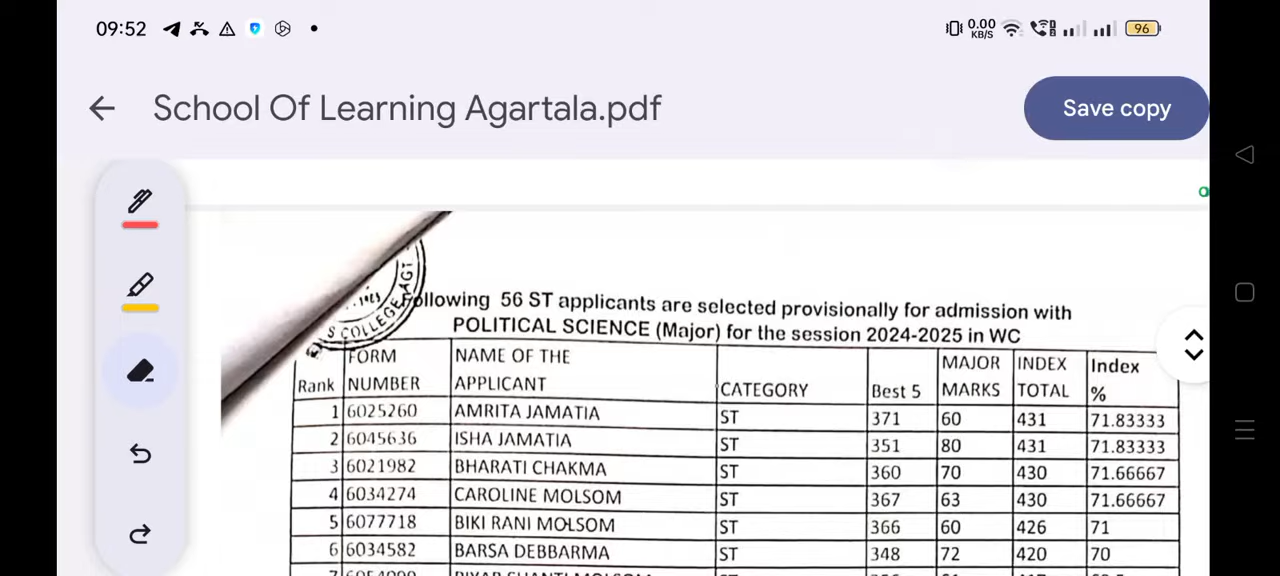 09:52
0.00 KB/S
96
School Of Learning Agartala.pdf
Save copy
S COLLEGE AGT
ollowing 56 ST applicants are selected provisionally for admission with
POLITICAL SCIENCE (Major) for the session 2024-2025 in WC
Rank FORM NUMBER NAME OF THE APPLICANT CATEGORY Best 5 MAJOR MARKS INDEX TOTAL Index %
1 6025260 AMRITA JAMATIA ST 371 60 431 71.83333
2 6045636 ISHA JAMATIA ST 351 80 431 71.83333
3 6021982 BHARATI CHAKMA ST 360 70 430 71.66667
4 6034274 CAROLINE MOLSOM ST 367 63 430 71.66667
5 6077718 BIKI RANI MOLSOM ST 366 60 426 71
6 6034582 BARSA DEBBARMA ST 348 72 420 70